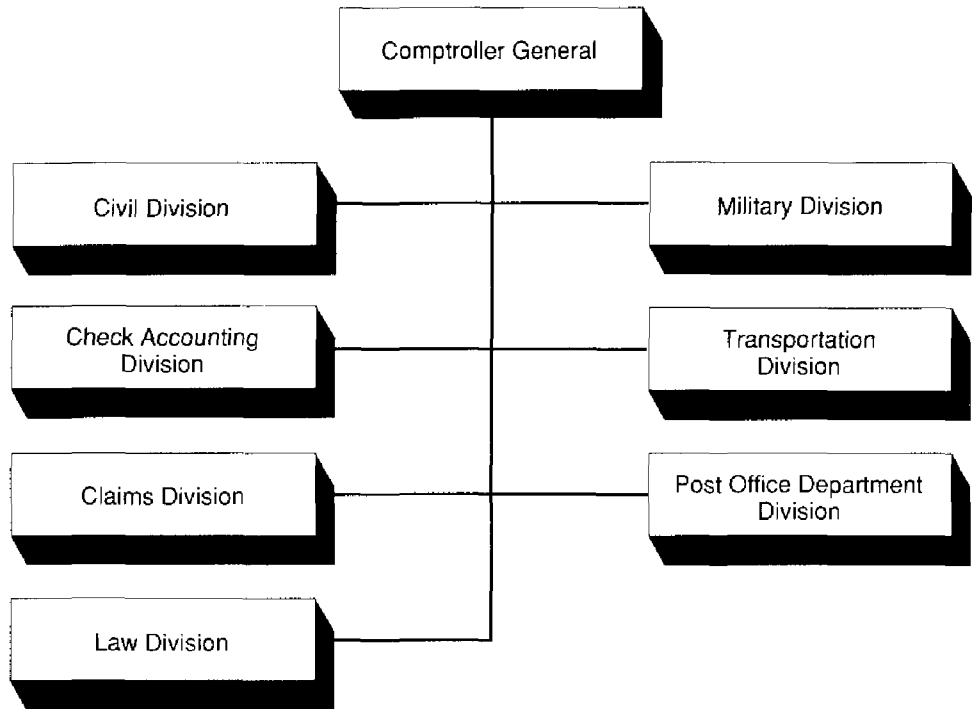 Comptroller General
Civil Division
Military Division
Check Accounting
Division
Transportation
Division
Claims Division
Post Office Department
Division
Law Division